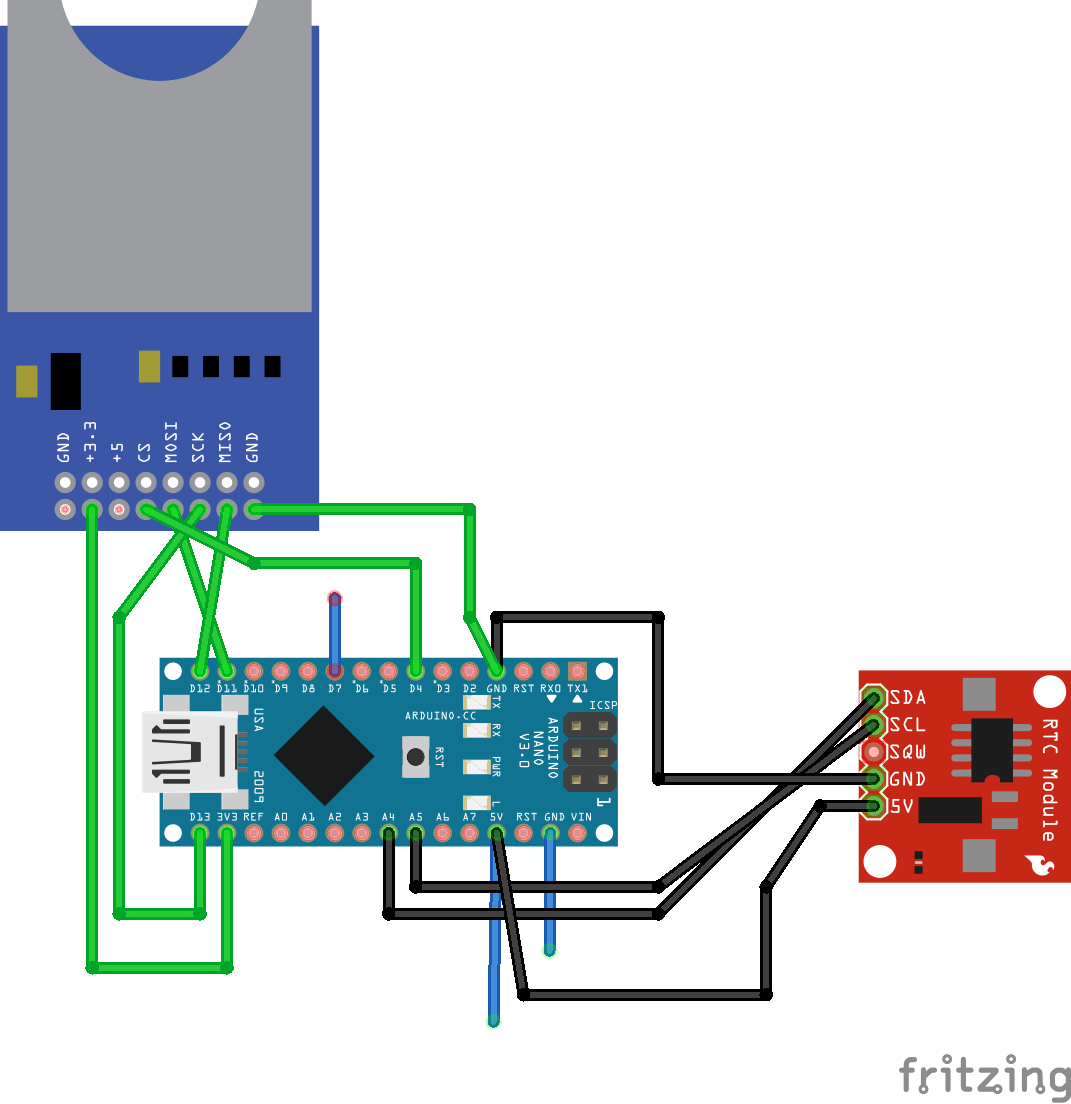 GND +3.3 +5 CS MOSI SCK MISO GND
D12 D11 D10 D9 D8 D7 D6 D5 D4 D3 D2 GND RST RX0 TX1
ARDUINO.CC
TX
RX
PWR
L
RST
ICSP
1
ARDUINO
NANO
V3.0
USA
2009
D13 3V3 REF A0 A1 A2 A3 A4 A5 A6 A7 5V RST GND VIN
SDA
SCL
SQW
GND
5V
RTC Module
fritzing